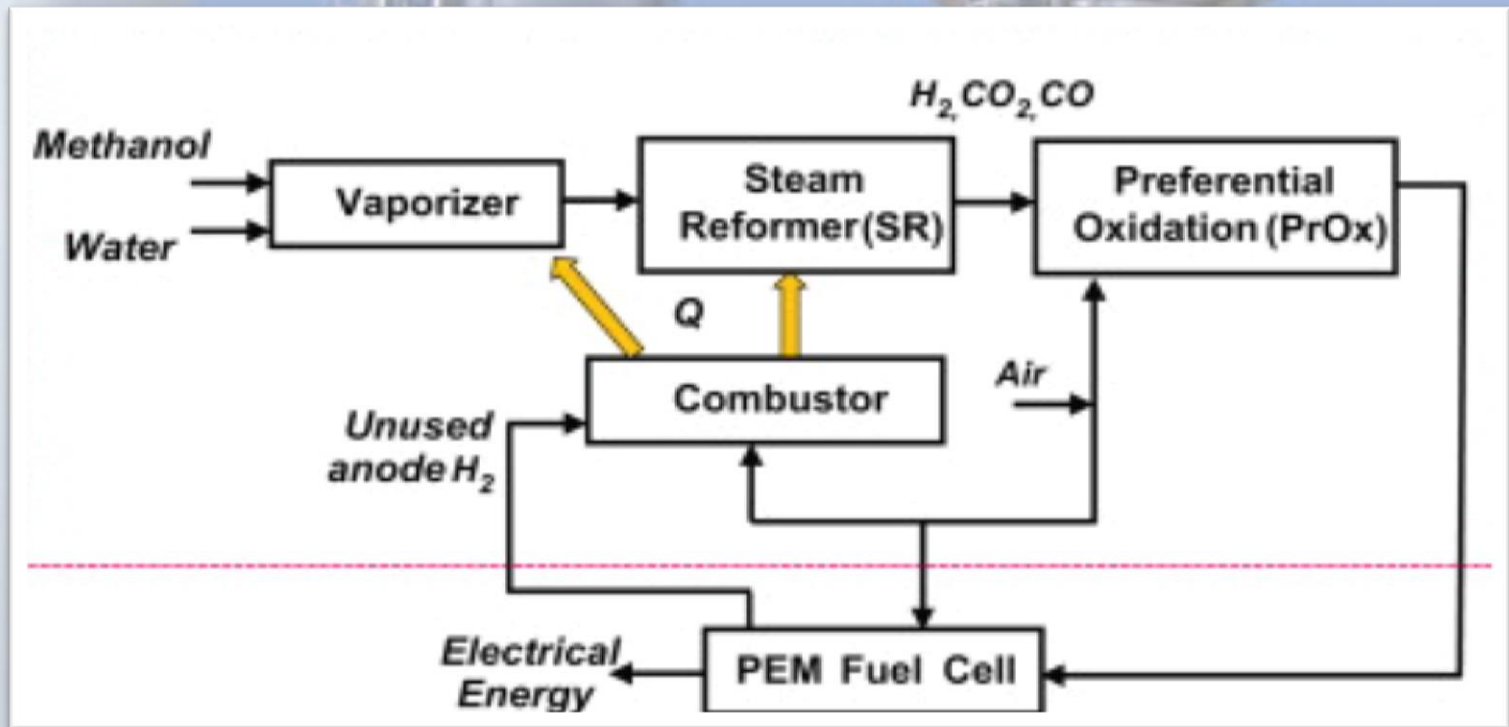 H₂,CO₂,CO
Methanol
Water
Vaporizer
Steam
Reformer(SR)
Preferential
Oxidation (PrOx)
Q
Combustor
Air
Unused
anode H₂
Electrical
Energy
PEM Fuel Cell